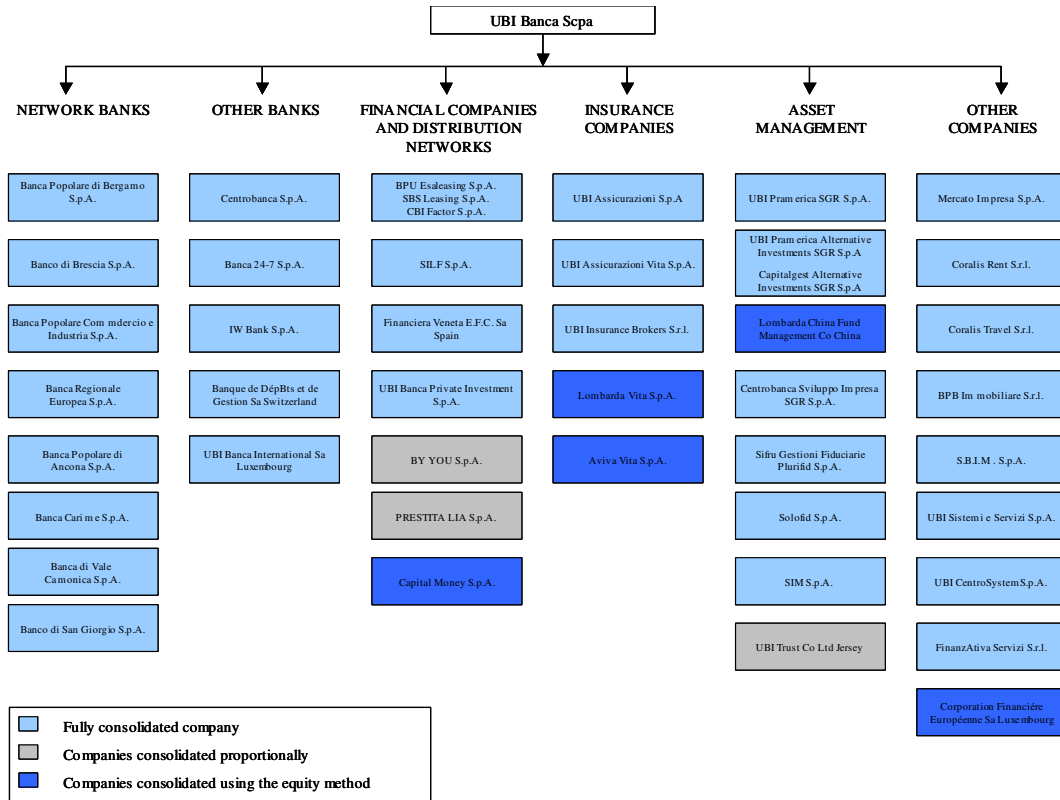 UBI Banca Scpa
NETWORK BANKS
OTHER BANKS
FINANCIAL COMPANIES
AND DISTRIBUTION
NETWORKS
INSURANCE
COMPANIES
ASSET
MANAGEMENT
OTHER
COMPANIES
Banca Popolare di Bergamo
S.p.A.
Banco di Brescia S.p.A.
Banca Popolare Com mdercio e
Industria S.p.A.
Banca Regionale
Europea S.p.A.
Banca Popolare di
Ancona S.p.A.
Banca Cari me S.p.A.
Banca di Vale
Camonica S.p.A.
Banco di San Giorgio S.p.A.
Centrobanca S.p.A.
Banca 24-7 S.p.A.
IW Bank S.p.A.
Banque de DépBts et de
Gestion Sa Switzerland
UBI Banca International Sa
Luxembourg
BPU Esaleasing S.p.A.
SBS Leasing S.p.A.
CBI Factor S.p.A.
SILF S.p.A.
Financiera Veneta E.F.C. Sa
Spain
UBI Banca Private Investment
S.p.A.
BY YOU S.p.A.
PRESTITA LIA S.p.A.
Capital Money S.p.A.
UBI Assicurazioni S.p.A
UBI Assicurazioni Vita S.p.A.
UBI Insurance Brokers S.r.l.
Lombarda Vita S.p.A.
Aviva Vita S.p.A.
UBI Pramerica SGR S.p.A.
UBI Pramerica Alternative
Investments SGR S.p.A
Capitalgest Alternative
Investments SGR S.p.A
Lombarda China Fund
Management Co China
Centrobanca Sviluppo Impresa
SGR S.p.A.
Sifru Gestioni Fiduciarie
Plurifid S.p.A.
Solofid S.p.A.
SIM S.p.A.
UBI Trust Co Ltd Jersey
Mercato Impresa S.p.A.
Coralis Rent S.r.l.
Coralis Travel S.r.l.
BPB Im mobiliare S.r.l.
S.B.I.M . S.p.A.
UBI Sistemi e Servizi S.p.A.
UBI CentroSystem S.p.A.
FinanzAtiva Servizi S.r.l.
Corporation Financiére
Européenne Sa Luxembourg
Fully consolidated company
Companies consolidated proportionally
Companies consolidated using the equity method